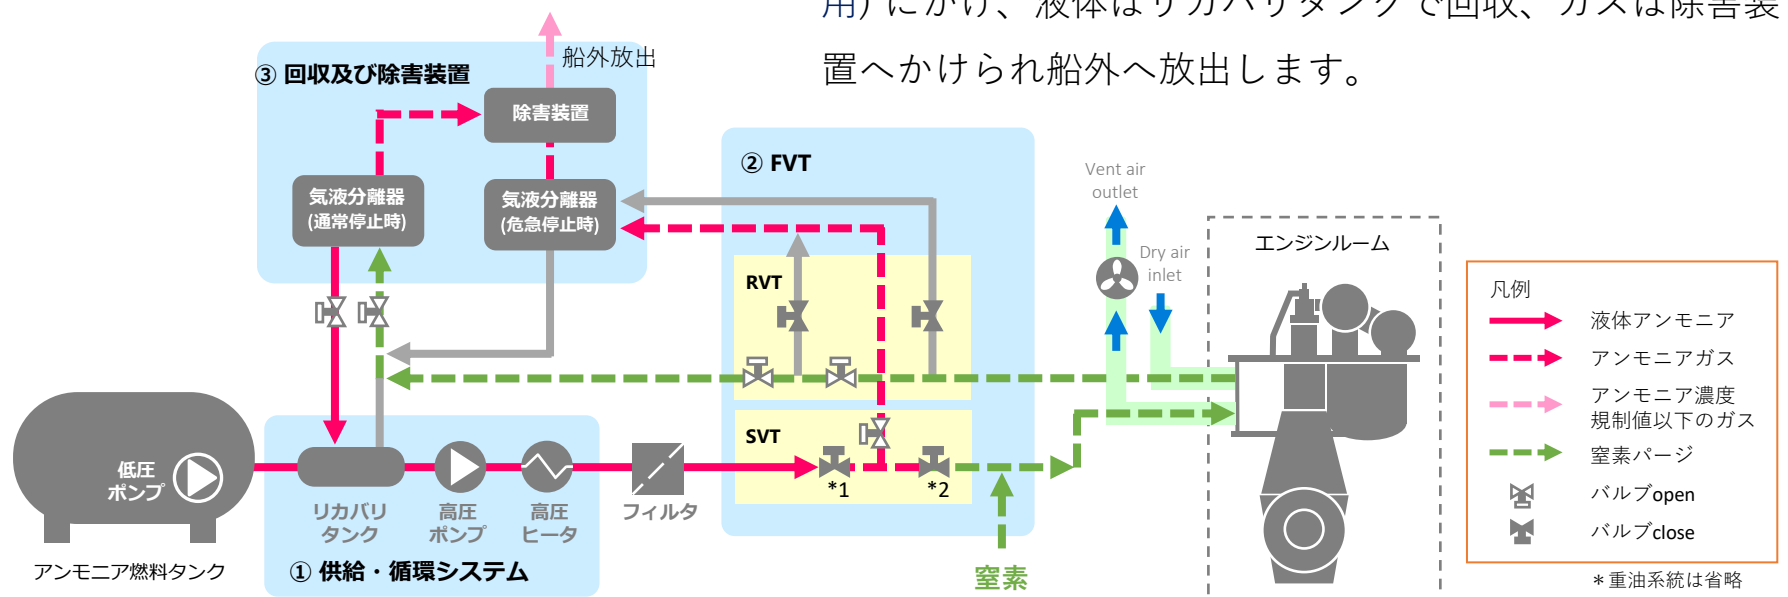 用) にかけ、液体はリカバリタンクで回収、ガスは除害装
置へかけられ船外へ放出します。
船外放出
③ 回収及び除害装置
除害装置
気液分離器
(通常停止時)
気液分離器
(危急停止時)
② FVT
RVT
SVT
*1
*2
Vent air
outlet
Dry air
inlet
エンジンルーム
低圧
ポンプ
アンモニア燃料タンク
リカバリ
タンク
高圧
ポンプ
高圧
ヒータ
フィルタ
① 供給・循環システム
窒素
凡例
液体アンモニア
アンモニアガス
アンモニア濃度
規制値以下のガス
窒素パージ
バルブopen
バルブclose
＊重油系統は省略